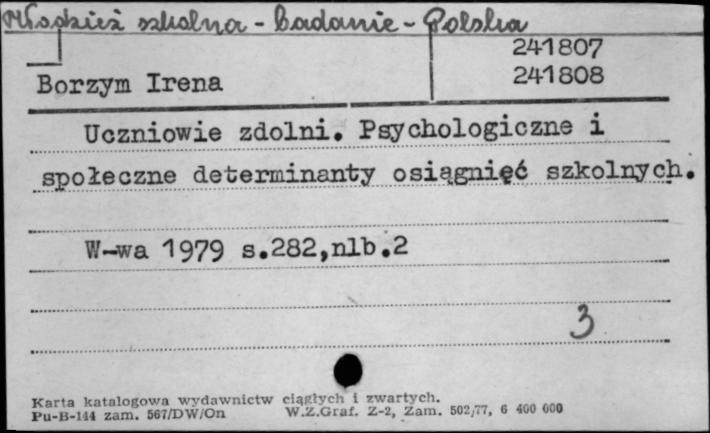 Młodzież szkolna - badanie - Polska
241807
Borzym Irena
241808
Uczniowie zdolni. Psychologiczne i
społeczne determinanty osiągnięć szkolnych.
W-wa 1979 s.282,nlb.2
3
Karta katalogowa wydawnictw ciągłych i zwartych.
Pu-B-144 zam. 567/DW/On W.Z.Graf. Z-2, Zam. 502/77, 6 400 000